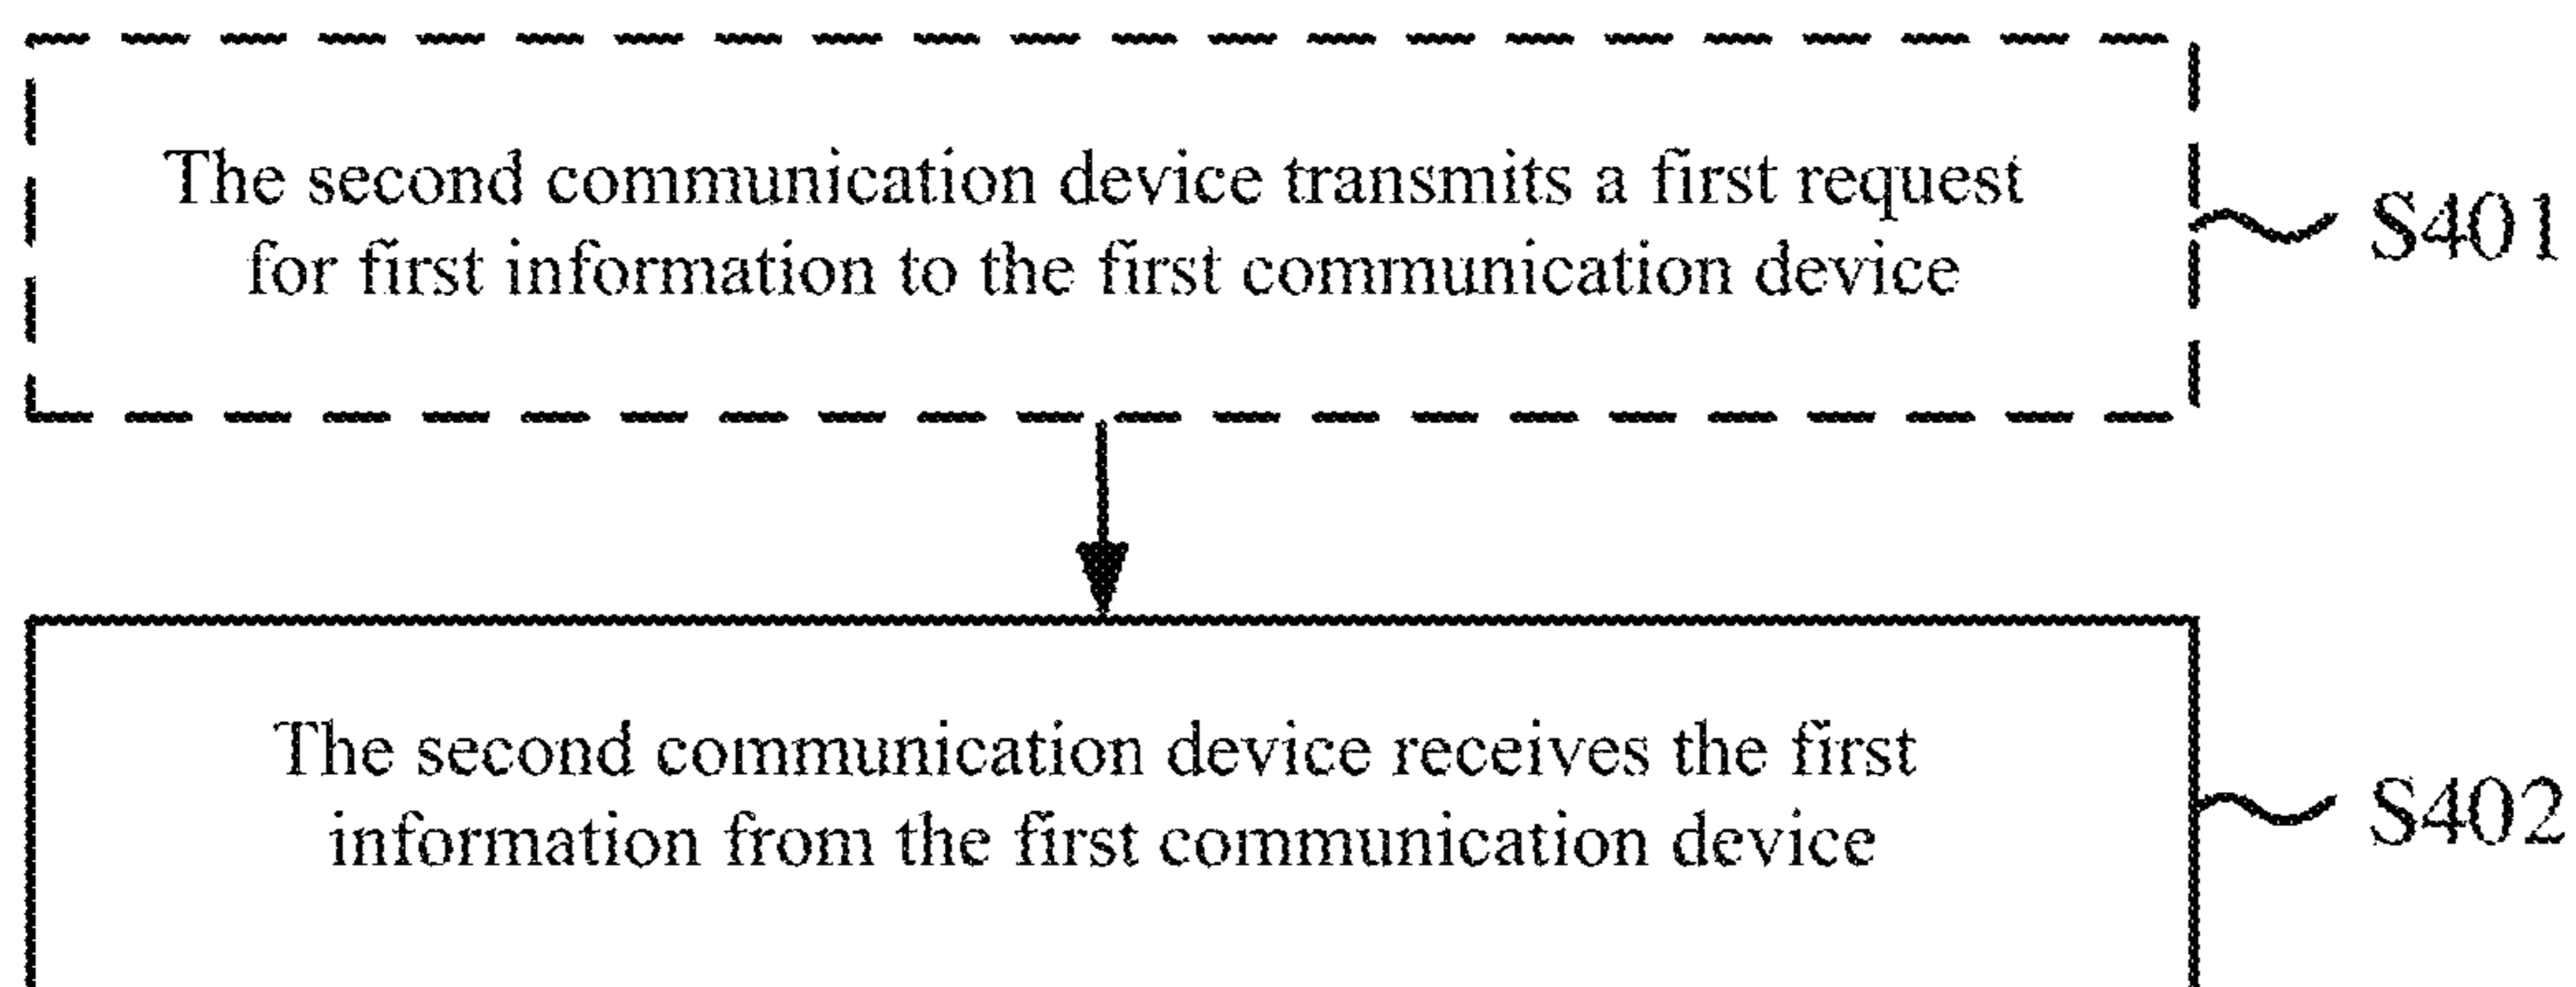 The second communication device transmits a first request
for first information to the first communication device
S401
The second communication device receives the first
information from the first communication device
S402